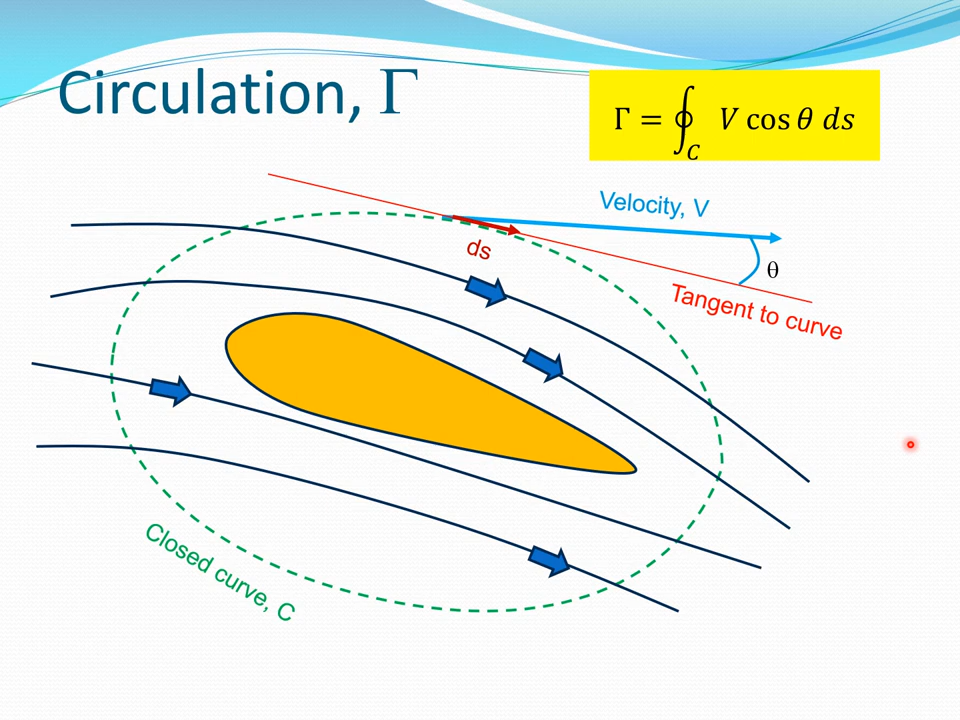 Circulation, Γ
Γ = ∮_C V cos θ ds
Velocity, V
ds
θ
Tangent to curve
Closed curve, C